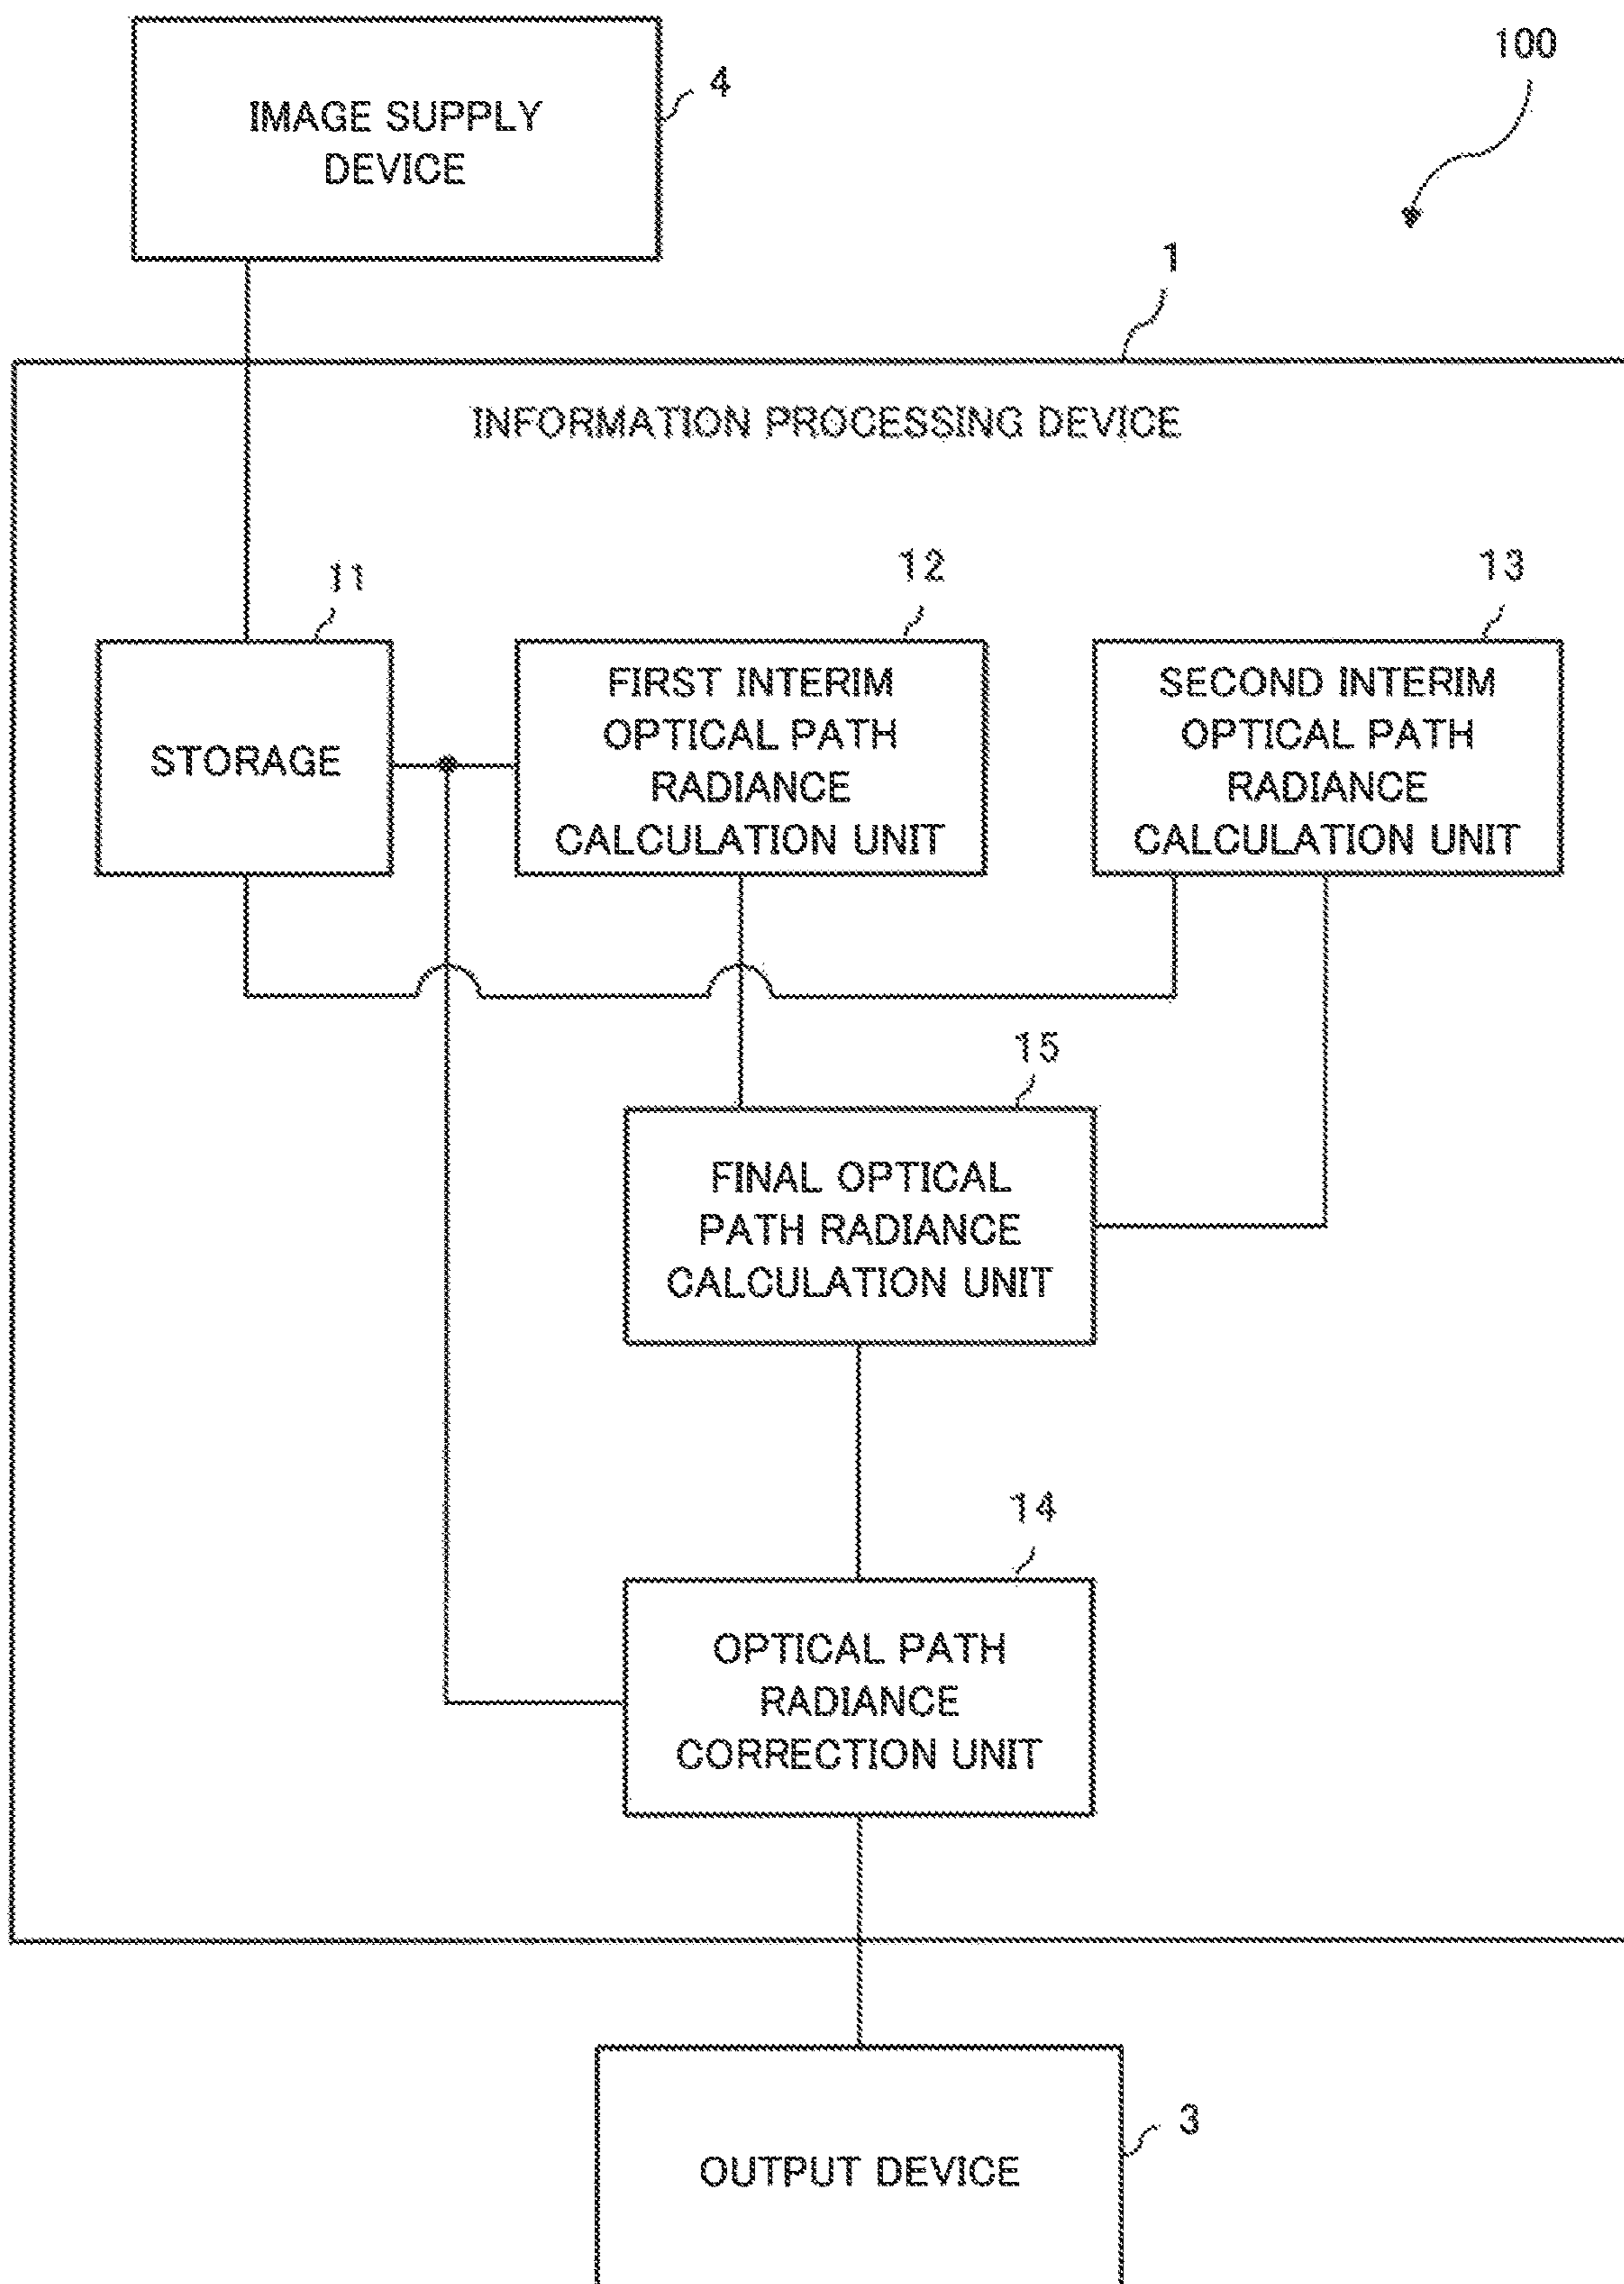 100
IMAGE SUPPLY
DEVICE
4
1
INFORMATION PROCESSING DEVICE
11
12
13
STORAGE
FIRST INTERIM
OPTICAL PATH
RADIANCE
CALCULATION UNIT
SECOND INTERIM
OPTICAL PATH
RADIANCE
CALCULATION UNIT
15
FINAL OPTICAL
PATH RADIANCE
CALCULATION UNIT
14
OPTICAL PATH
RADIANCE
CORRECTION UNIT
3
OUTPUT DEVICE